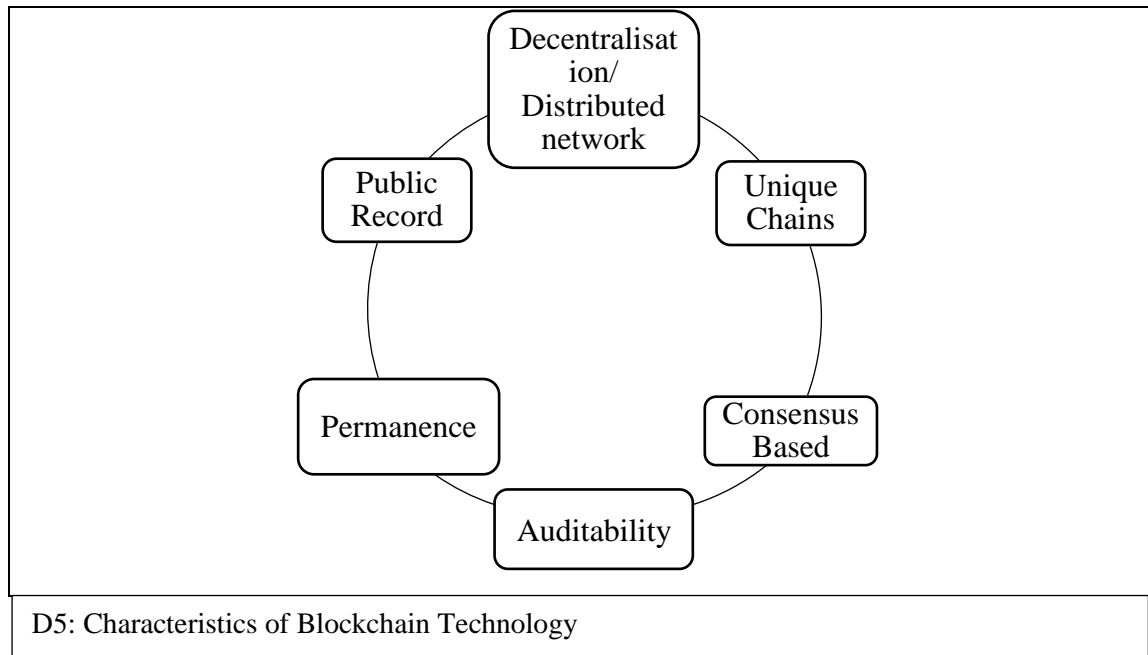 Decentralisat
ion/
Distributed
network
Public
Record
Unique
Chains
Permanence
Consensus
Based
Auditability
D5: Characteristics of Blockchain Technology